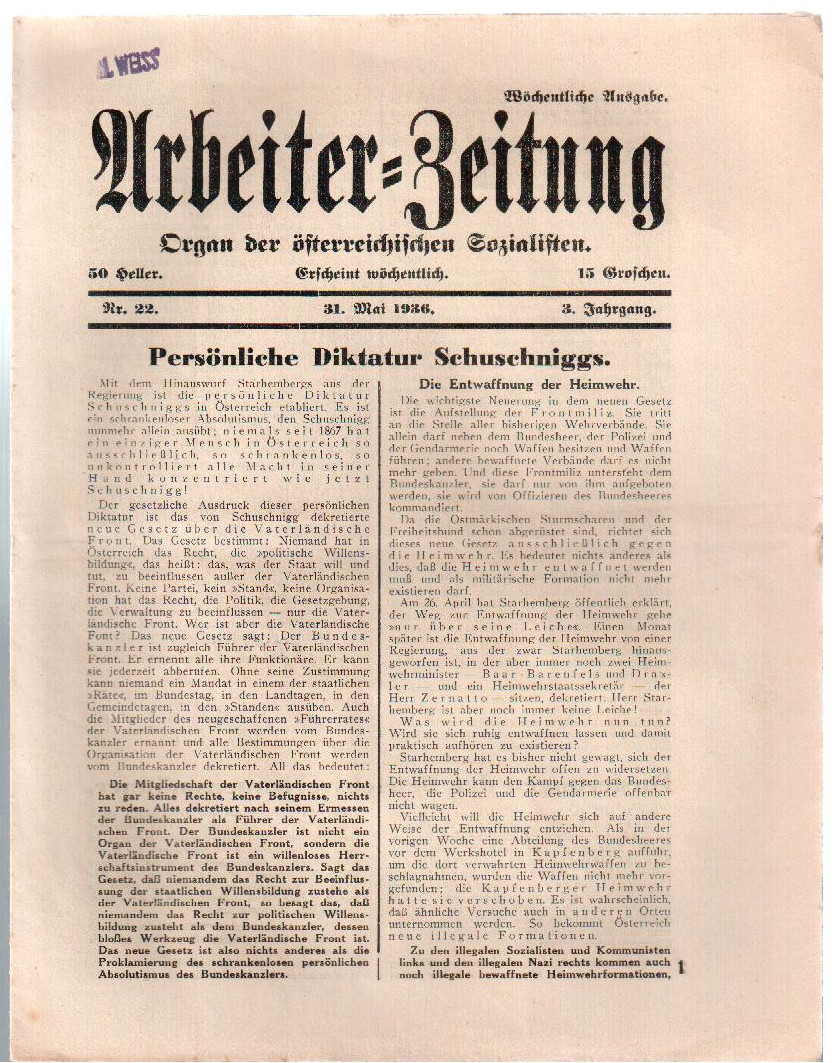 M. WEISS
Wöchentliche Ausgabe.
Arbeiter-Zeitung
Organ der österreichischen Sozialisten.
50 Heller. Erscheint wöchentlich. 15 Groschen.
Nr. 22. 31. Mai 1936. 3. Jahrgang.
Persönliche Diktatur Schuschniggs.
Mit dem Hinauswurf Starhembergs aus der
Regierung ist die persönliche Diktatur
Schuschniggs in Österreich etabliert. Es ist
ein schrankenloser Absolutismus, den Schuschnigg
nunmehr allein ausübt; niemals seit 1867 hat
ein einziger Mensch in Österreich so
ausschließlich, so schrankenlos, so
unkontrolliert alle Macht in seiner
Hand konzentriert wie jetzt
Schuschnigg!
Der gesetzliche Ausdruck dieser persönlichen
Diktatur ist das von Schuschnigg dekretierte
neue Gesetz über die Vaterländische
Front. Das Gesetz bestimmt: Niemand hat in
Österreich das Recht, die »politische Willens-
bildung«, das heißt: das, was der Staat will und
tut, zu beeinflussen außer der Vaterländischen
Front. Keine Partei, kein »Stand«, keine Organisa-
tion hat das Recht, die Politik, die Gesetzgebung,
die Verwaltung zu beeinflussen — nur die Vater-
ländische Front. Wer ist aber die Vaterländische
Font? Das neue Gesetz sagt: Der Bundes-
kanzler ist zugleich Führer der Vaterländischen
Front. Er ernennt alle ihre Funktionäre. Er kann
sie jederzeit abberufen. Ohne seine Zustimmung
kann niemand ein Mandat in einem der staatlichen
»Räte«, im Bundestag, in den Landtagen, in den
Gemeindetagen, in den »Ständen« ausüben. Auch
die Mitglieder des neugeschaffenen »Führerrates«
der Vaterländischen Front werden vom Bundes-
kanzler ernannt und alle Bestimmungen über die
Organisation der Vaterländischen Front werden
vom Bundeskanzler dekretiert. All das bedeutet:
Die Mitgliedschaft der Vaterländischen Front
hat gar keine Rechte, keine Befugnisse, nichts
zu reden. Alles dekretiert nach seinem Ermessen
der Bundeskanzler als Führer der Vaterländi-
schen Front. Der Bundeskanzler ist nicht ein
Organ der Vaterländischen Front, sondern die
Vaterländische Front ist ein willenloses Herr-
schaftsinstrument des Bundeskanzlers. Sagt das
Gesetz, daß niemandem das Recht zur Beeinflus-
sung der staatlichen Willensbildung zustehe als
der Vaterländischen Front, so besagt das, daß
niemandem das Recht zur politischen Willens-
bildung zusteht als dem Bundeskanzler, dessen
bloßes Werkzeug die Vaterländische Front ist.
Das neue Gesetz ist also nichts anderes als die
Proklamierung des schrankenlosen persönlichen
Absolutismus des Bundeskanzlers.
Die Entwaffnung der Heimwehr.
Die wichtigste Neuerung in dem neuen Gesetz
ist die Aufstellung der Frontmiliz. Sie tritt
an die Stelle aller bisherigen Wehrverbände. Sie
allein darf neben dem Bundesheer, der Polizei und
der Gendarmerie noch Waffen besitzen und Waffen
führen; andere bewaffnete Verbände darf es nicht
mehr geben. Und diese Frontmiliz untersteht dem
Bundeskanzler, sie darf nur von ihm aufgeboten
werden, sie wird von Offizieren des Bundesheeres
kommandiert.
Da die Ostmärkischen Sturmscharen und der
Freiheitsbund schon abgerüstet sind, richtet sich
dieses neue Gesetz ausschließlich gegen
die Heimwehr. Es bedeutet nichts anderes als
dies, daß die Heimwehr entwaffnet werden
muß und als militärische Formation nicht mehr
existieren darf.
Am 26. April hat Starhemberg öffentlich erklärt,
der Weg zur Entwaffnung der Heimwehr gehe
»nur über seine Leiche«. Einen Monat
später ist die Entwaffnung der Heimwehr von einer
Regierung, aus der zwar Starhemberg hinaus-
geworfen ist, in der aber immer noch zwei Heim-
wehrminister — Baar-Barenfels und Drax-
ler — und ein Heimwehrstaatssekretär — der
Herr Zernatto — sitzen, dekretiert. Herr Star-
hemberg ist aber noch immer keine Leiche!
Was wird die Heimwehr nun tun?
Wird sie sich ruhig entwaffnen lassen und damit
praktisch aufhören zu existieren?
Starhemberg hat es bisher nicht gewagt, sich der
Entwaffnung der Heimwehr offen zu widersetzen.
Die Heimwehr kann den Kampf gegen das Bundes-
heer, die Polizei und die Gendarmerie offenbar
nicht wagen.
Vielleicht will die Heimwehr sich auf andere
Weise der Entwaffnung entziehen. Als in der
vorigen Woche eine Abteilung des Bundesheeres
vor dem Werkshotel in Kapfenberg auffuhr,
um die dort verwahrten Heimwehrwaffen zu be-
schlagnahmen, wurden die Waffen nicht mehr vor-
gefunden; die Kapfenberger Heimwehr
hatte sie verschoben. Es ist wahrscheinlich,
daß ähnliche Versuche auch in anderen Orten
unternommen werden. So bekommt Österreich
neue illegale Formationen.
Zu den illegalen Sozialisten und Kommunisten
links und den illegalen Nazi rechts kommen auch
noch illegale bewaffnete Heimwehrformationen,
1